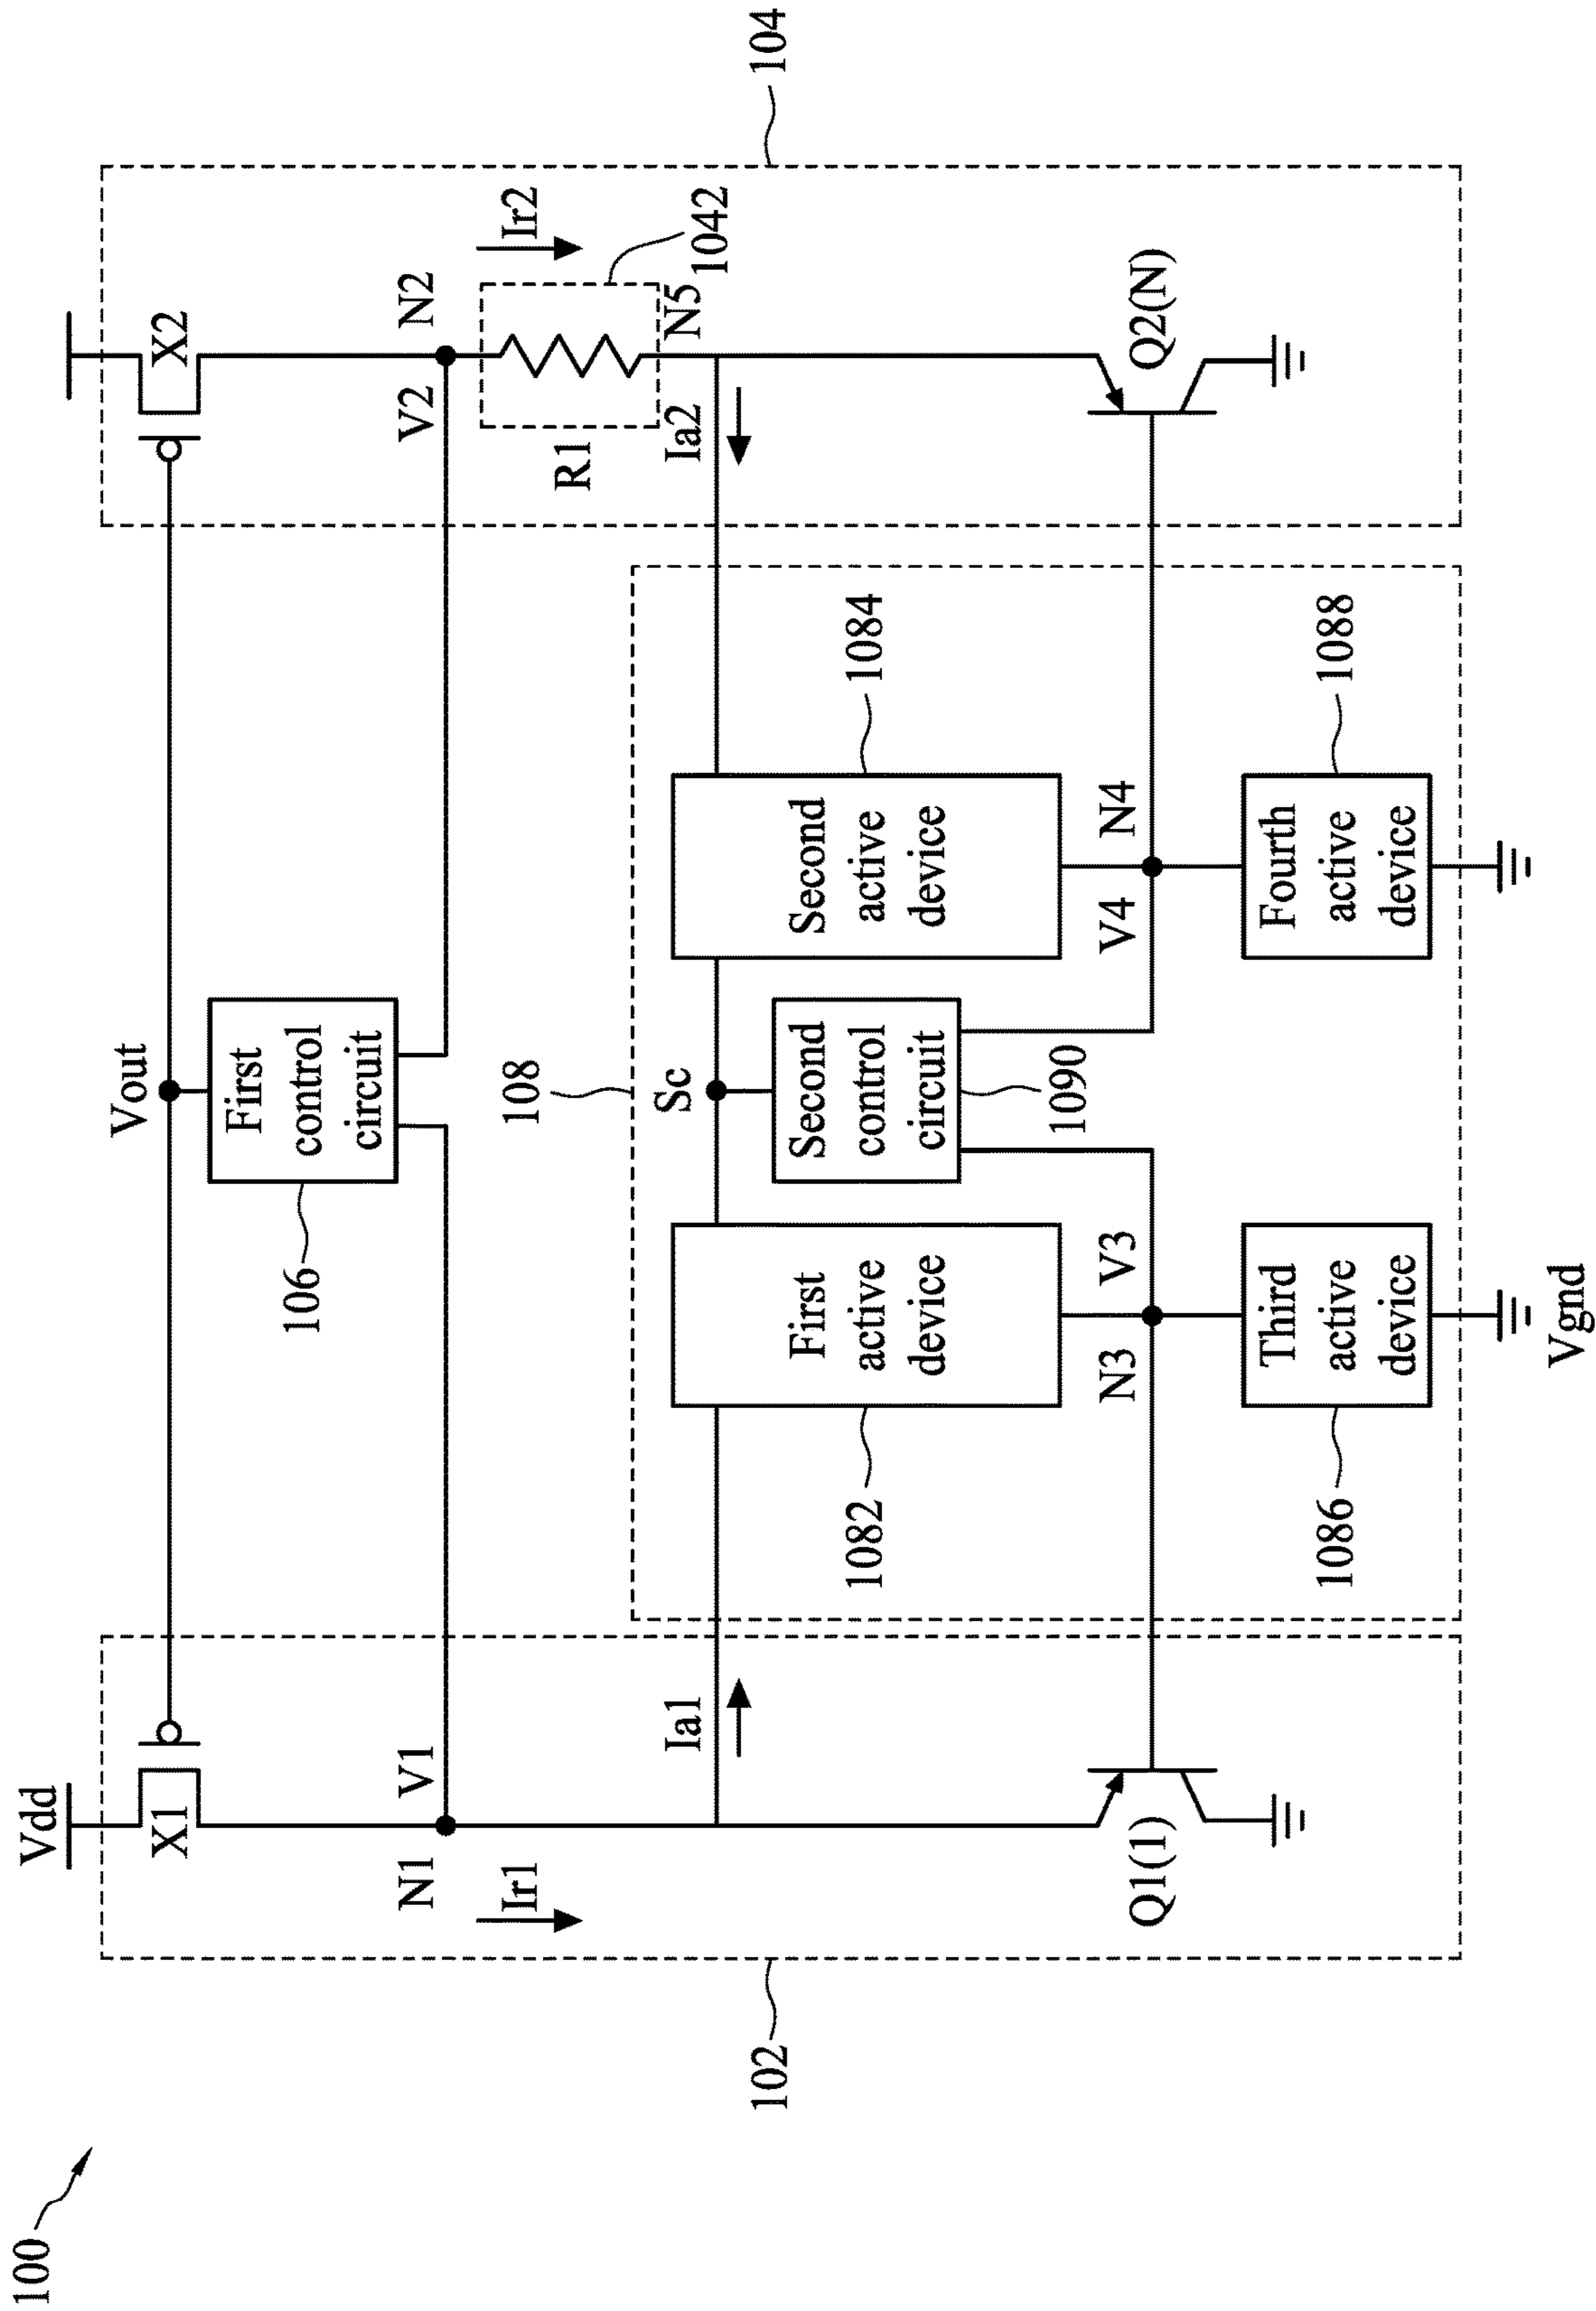 100
102
104
Vdd
X1
Vout
X2
First
control
circuit
106
N1
V1
V2
N2
Ir1
Ir2
1042
R1
N5
108
Ia1
Sc
Ia2
First
active
device
1082
Second
control
circuit
1090
Second
active
device
1084
Q1(1)
N3
V3
V4
N4
Q2(N)
Third
active
device
1086
Fourth
active
device
1088
Vgnd